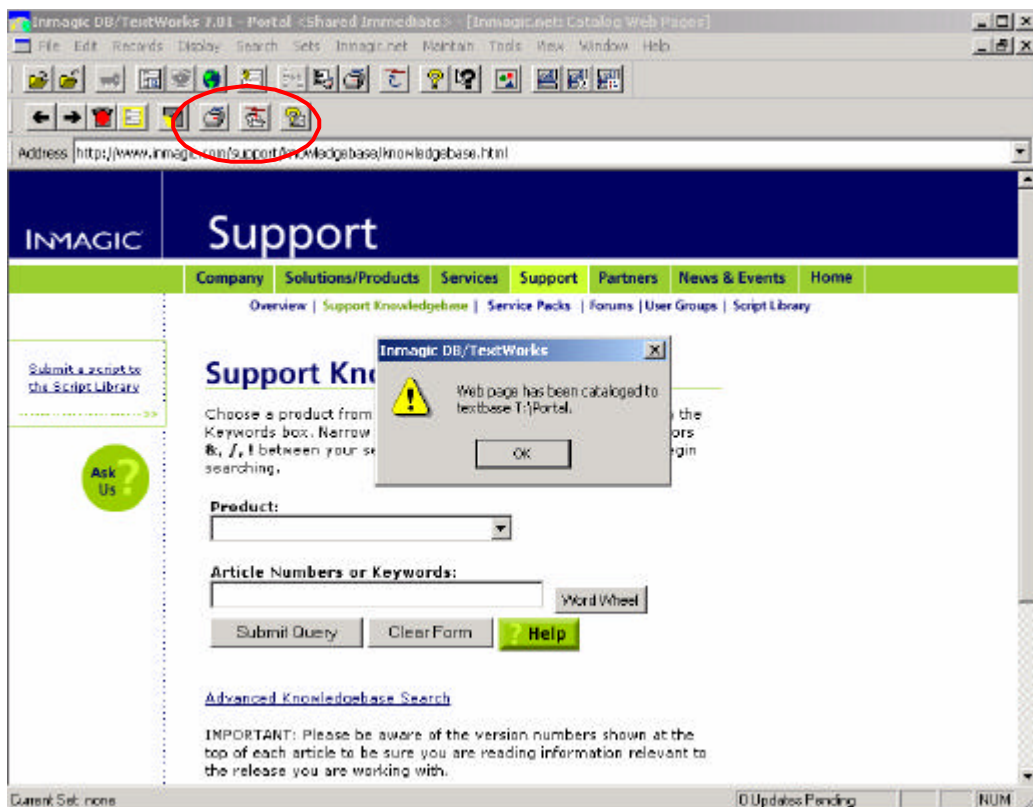 Inmagic DB/TextWorks 7.01 - Portal <Shared Immediate> - [Inmagic.net: Catalog Web Pages]
File Edit Records Display Search Sets Inmagic.net Maintain Tools View Window Help
Address http://www.inmagic.com/support/knowledgebase/knowledgebase.html
INMAGIC
Support
Company Solutions/Products Services Support Partners News & Events Home
Overview | Support Knowledgebase | Service Packs | Forums | User Groups | Script Library
Submit a script to
the Script Library
>>
Ask
Us
?
Support Kn
Choose a product from the
Keywords box. Narrow ors
&, /, ! between your se egin
searching.
Inmagic DB/TextWorks
Web page has been cataloged to
textbase T:\Portal.
OK
Product:
Article Numbers or Keywords:
Word Wheel
Submit Query Clear Form ? Help
Advanced Knowledgebase Search
IMPORTANT: Please be aware of the version numbers shown at the
top of each article to be sure you are reading information relevant to
the release you are working with.
Current Set: none 0 Updates Pending NUM